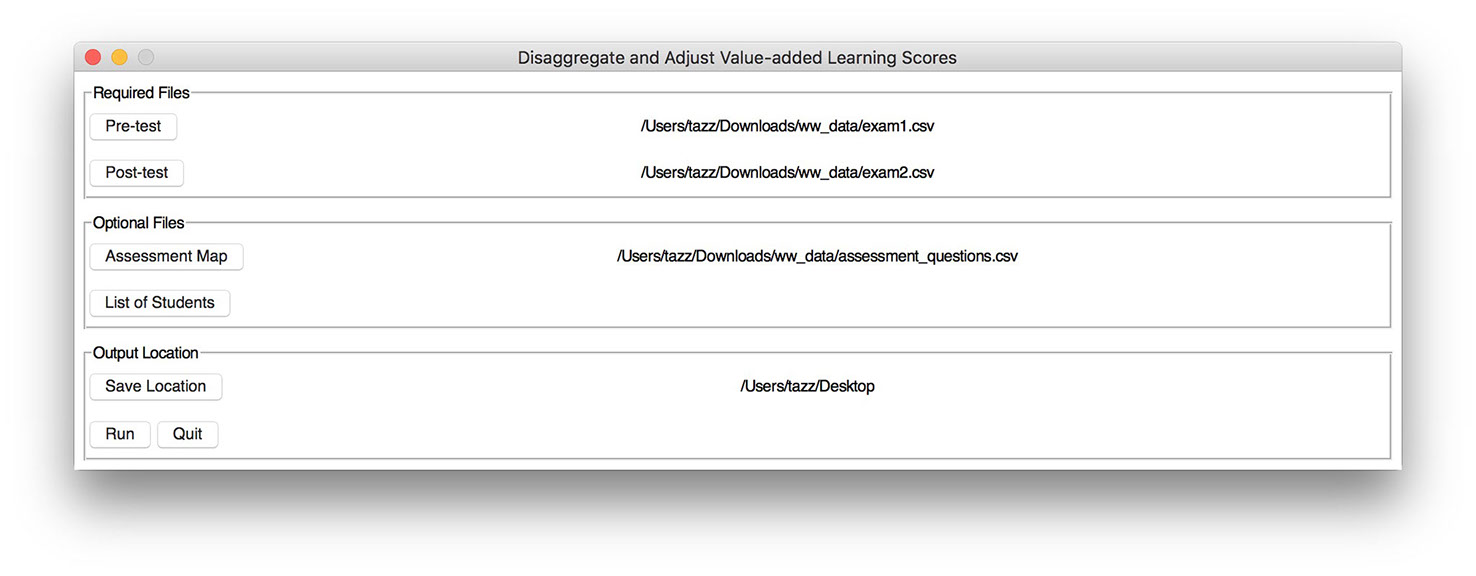 Disaggregate and Adjust Value-added Learning Scores
Required Files
Pre-test /Users/tazz/Downloads/ww_data/exam1.csv
Post-test /Users/tazz/Downloads/ww_data/exam2.csv
Optional Files
Assessment Map /Users/tazz/Downloads/ww_data/assessment_questions.csv
List of Students
Output Location
Save Location /Users/tazz/Desktop
Run Quit